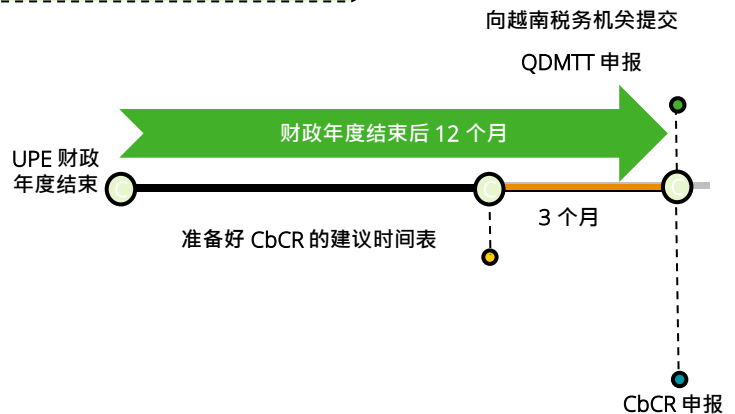 向越南税务机关提交
QDMTT 申报
财政年度结束后 12 个月
UPE 财政
年度结束
C
C
C
3 个月
准备好 CbCR 的建议时间表
CbCR 申报